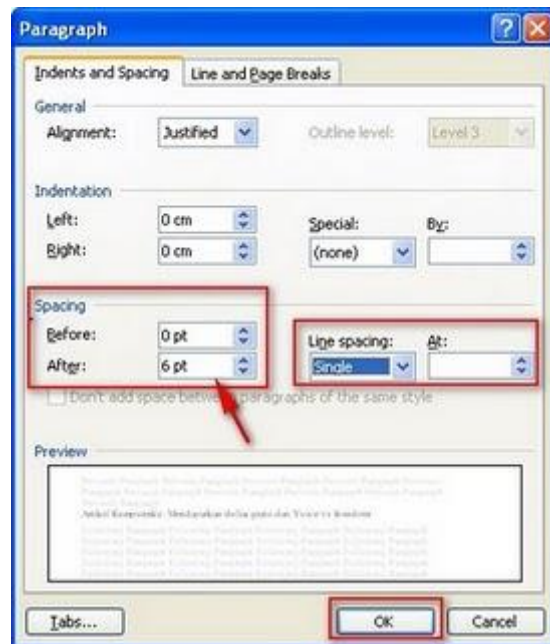 Paragraph
Indents and Spacing Line and Page Breaks
General
Alignment: Justified Outline level: Level 3
Indentation
Left: 0 cm Special: By:
Right: 0 cm (none)
Spacing
Before: 0 pt Line spacing: At:
After: 6 pt Single
Don't add space between paragraphs of the same style
Preview
Tabs... OK Cancel